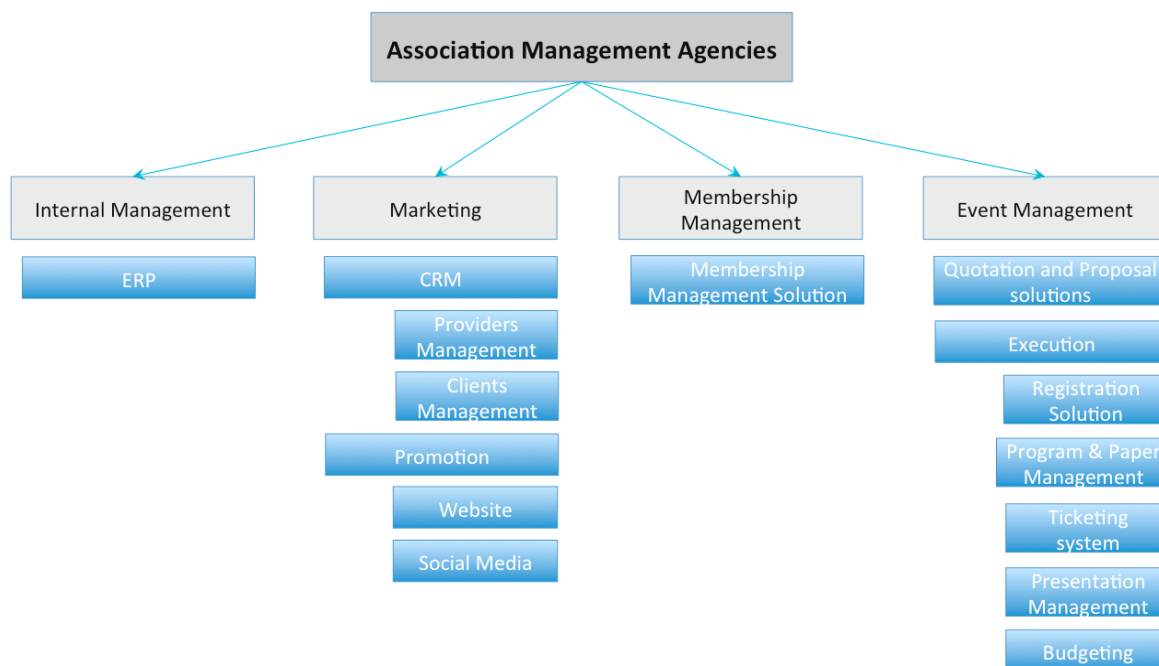 Association Management Agencies
Internal Management
Marketing
Membership
Management
Event Management
ERP
CRM
Providers
Management
Clients
Management
Promotion
Website
Social Media
Membership
Management Solution
Quotation and Proposal
solutions
Execution
Registration
Solution
Program & Paper
Management
Ticketing
system
Presentation
Management
Budgeting